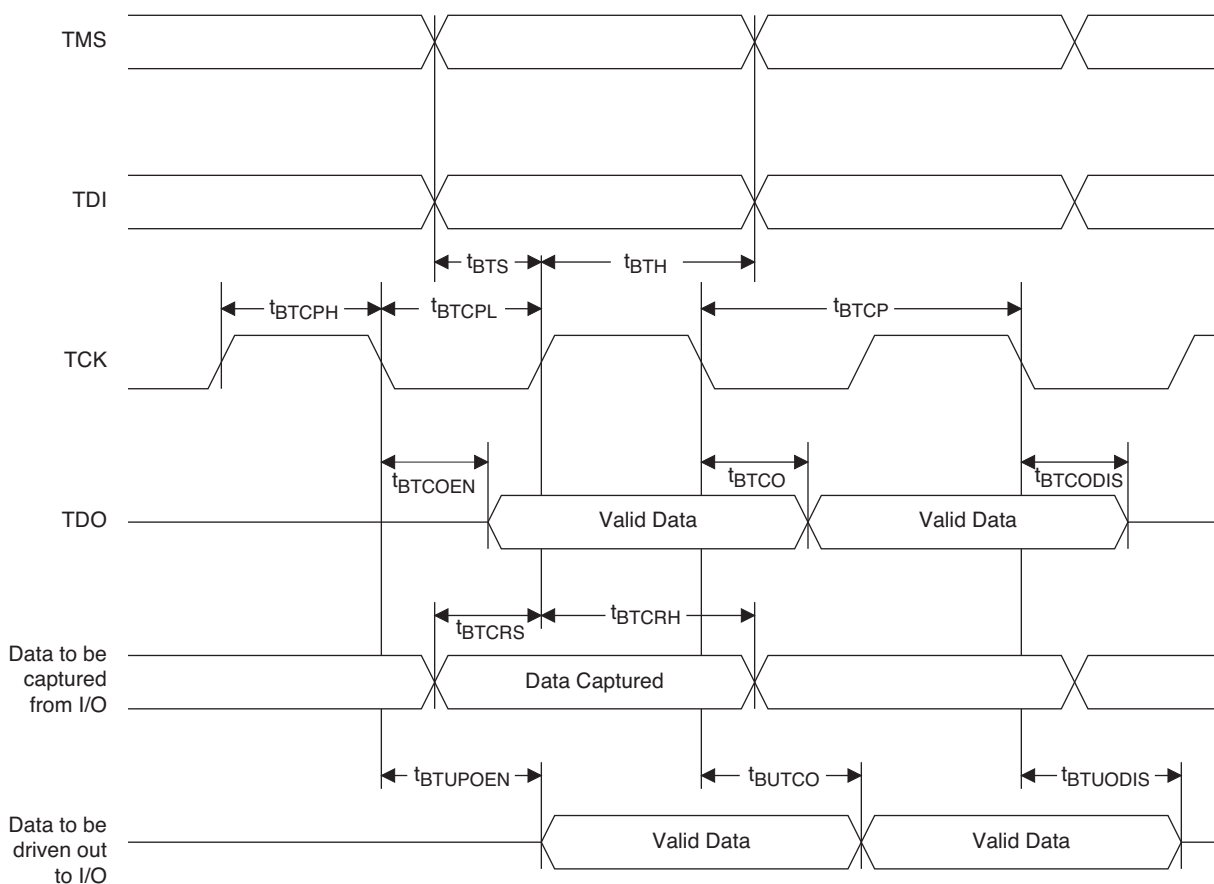 TMS
TDI
tBTS
tBTH
tBTCPH
tBTCPL
tBTCP
TCK
tBTCOEN
tBTCO
tBTCODIS
TDO
Valid Data
Valid Data
tBTCRS
tBTCRH
Data to be
captured
from I/O
Data Captured
tBTUPOEN
tBUTCO
tBTUODIS
Data to be
driven out
to I/O
Valid Data
Valid Data